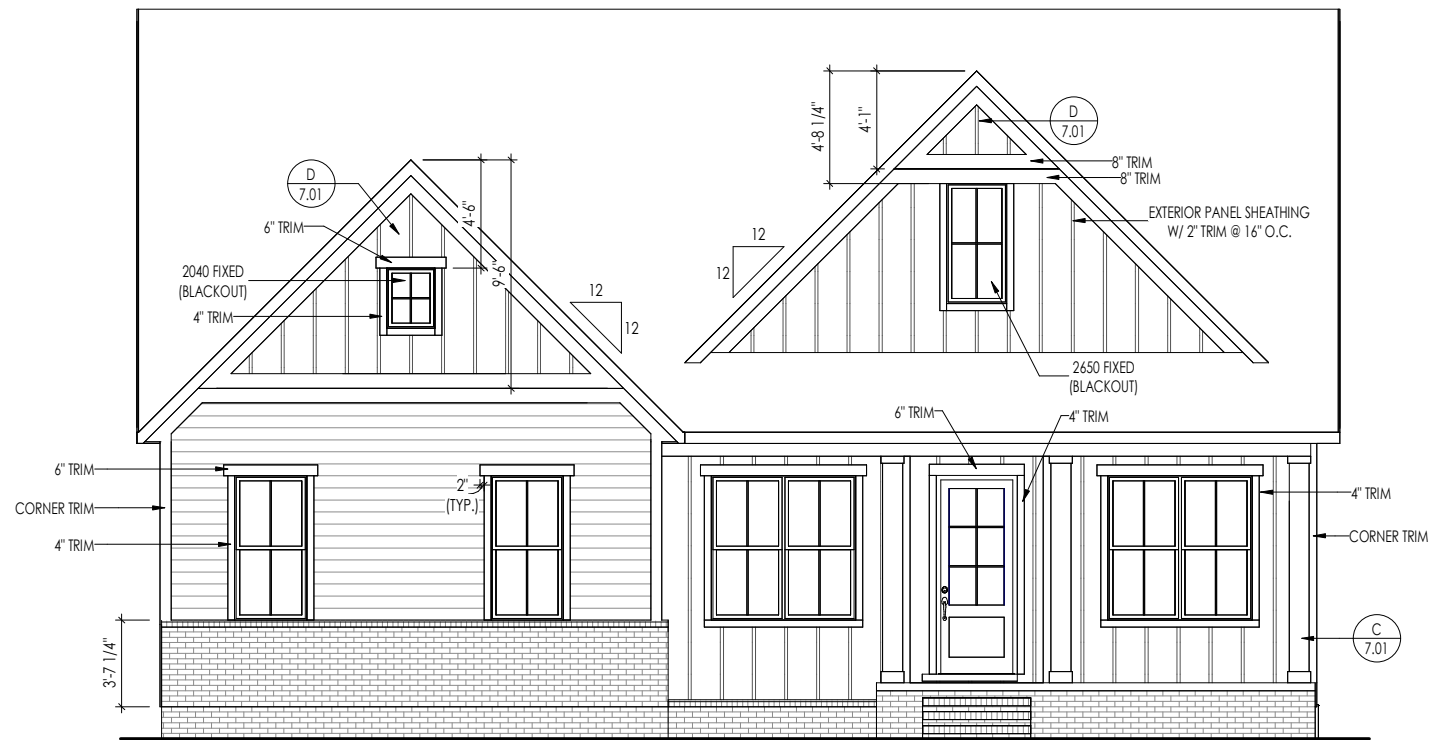 4'-8 1/4"
4'-1"
D
7.01
8" TRIM
8" TRIM
D
7.01
6" TRIM
4'-6"
9'-6"
EXTERIOR PANEL SHEATHING
W/ 2" TRIM @ 16" O.C.
12
12
2040 FIXED
(BLACKOUT)
4" TRIM
12
12
2650 FIXED
(BLACKOUT)
6" TRIM
4" TRIM
6" TRIM
2"
(TYP.)
4" TRIM
CORNER TRIM
CORNER TRIM
4" TRIM
3'-7 1/4"
C
7.01